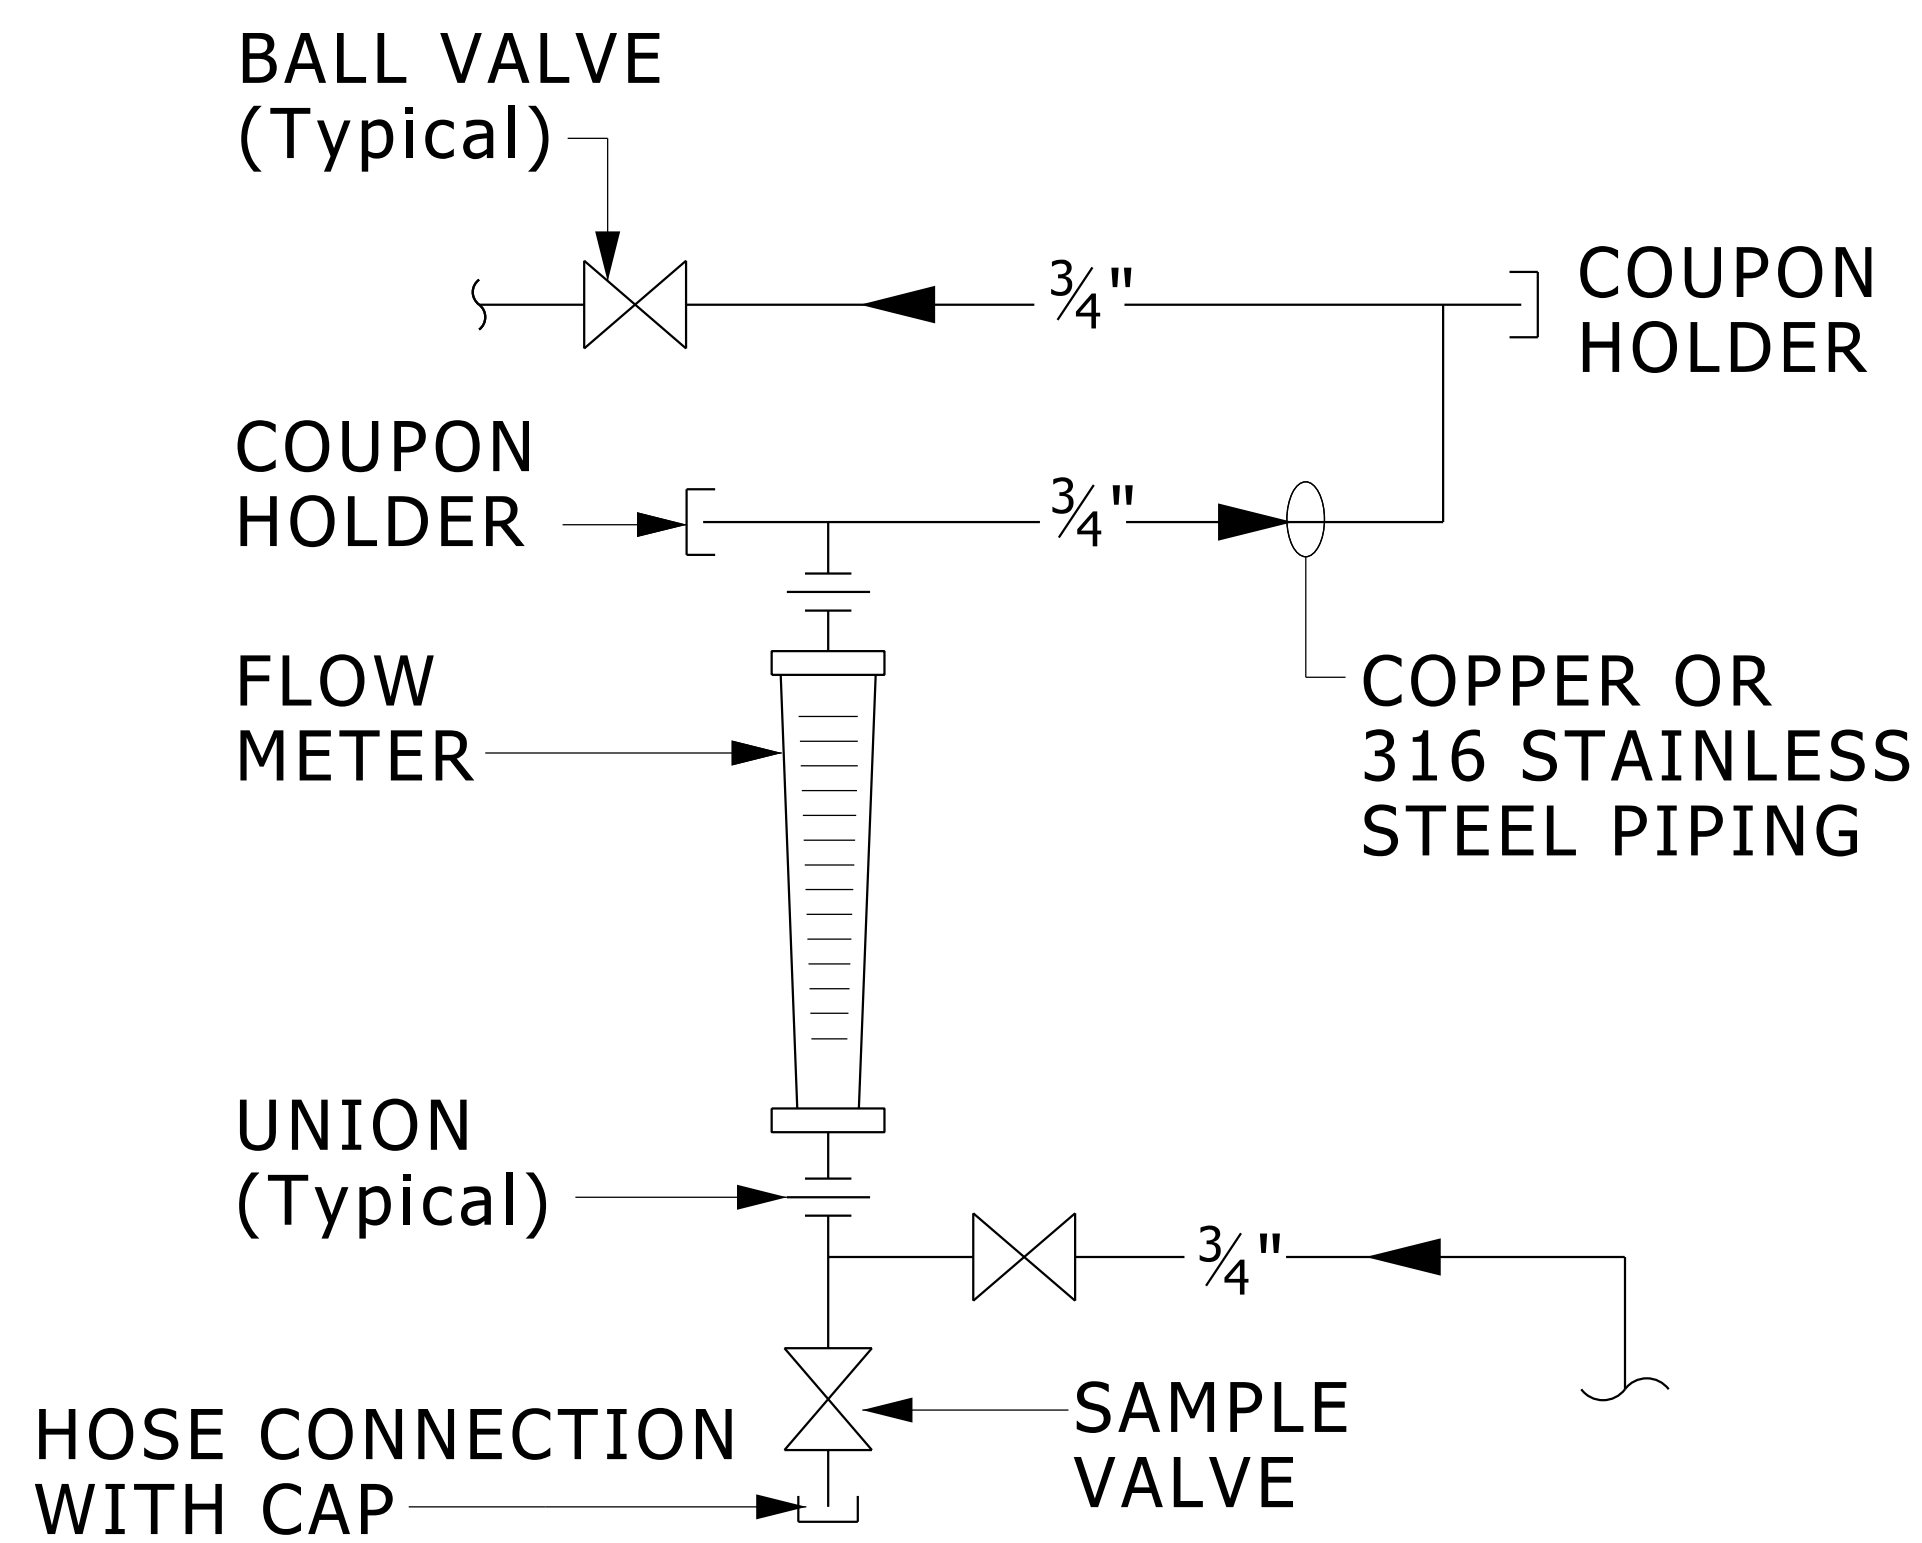 BALL VALVE
(Typical)
3/4"
COUPON
HOLDER
COUPON
HOLDER
3/4"
FLOW
METER
COPPER OR
316 STAINLESS
STEEL PIPING
UNION
(Typical)
3/4"
SAMPLE
VALVE
HOSE CONNECTION
WITH CAP